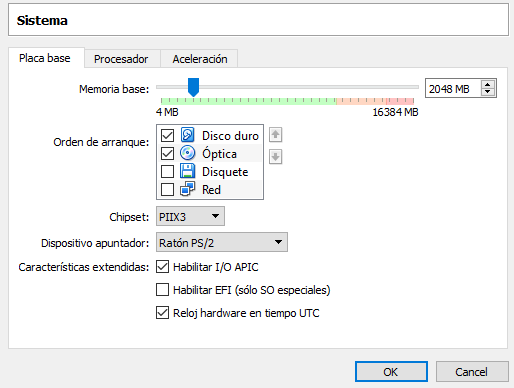 Sistema
Placa base Procesador Aceleración
Memoria base: 2048 MB
4 MB 16384 MB
Orden de arranque: Disco duro
Óptica
Disquete
Red
Chipset: PIIX3
Dispositivo apuntador: Ratón PS/2
Características extendidas: Habilitar I/O APIC
Habilitar EFI (sólo SO especiales)
Reloj hardware en tiempo UTC
OK Cancel